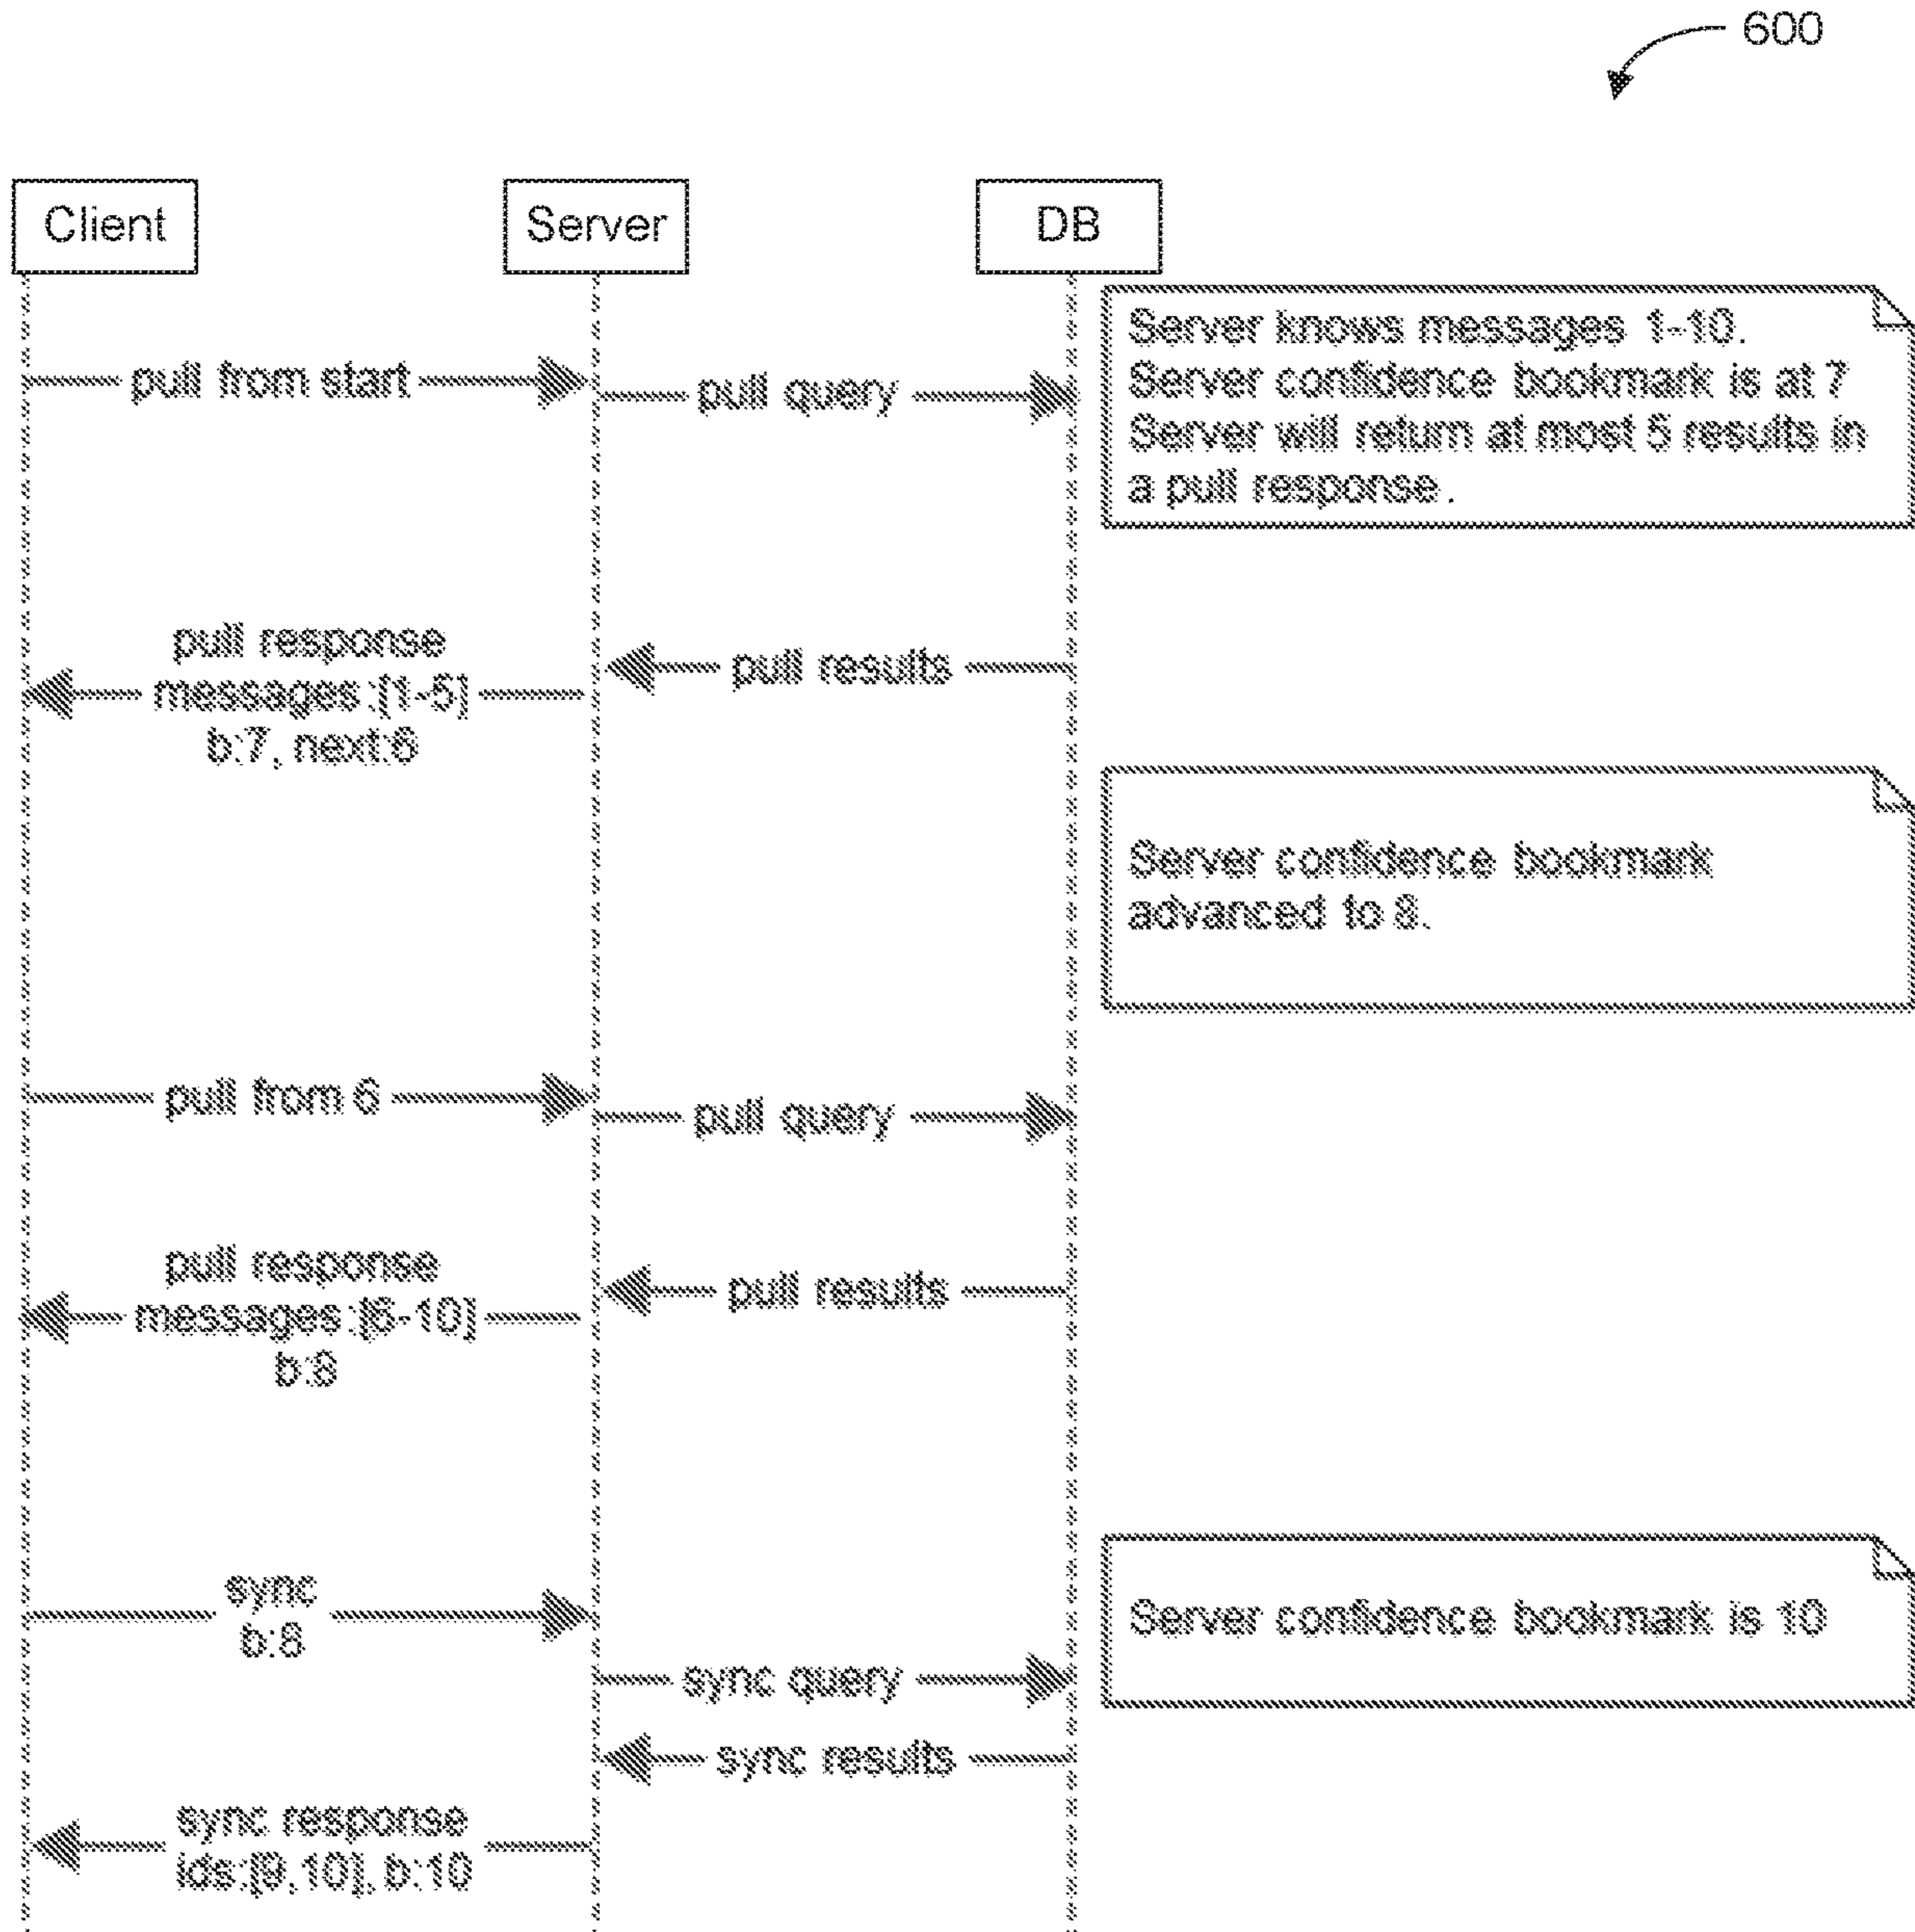 600
Client
Server
DB
Server knows messages 1-10.
Server confidence bookmark is at 7
Server will return at most 5 results in
a pull response.
pull from start
pull query
pull results
pull response
messages:[1-5]
b:7, next:6
Server confidence bookmark
advanced to 8.
pull from 6
pull query
pull results
pull response
messages:[6-10]
b:8
sync
b:8
Server confidence bookmark is 10
sync query
sync results
sync response
ids:[9,10], b:10